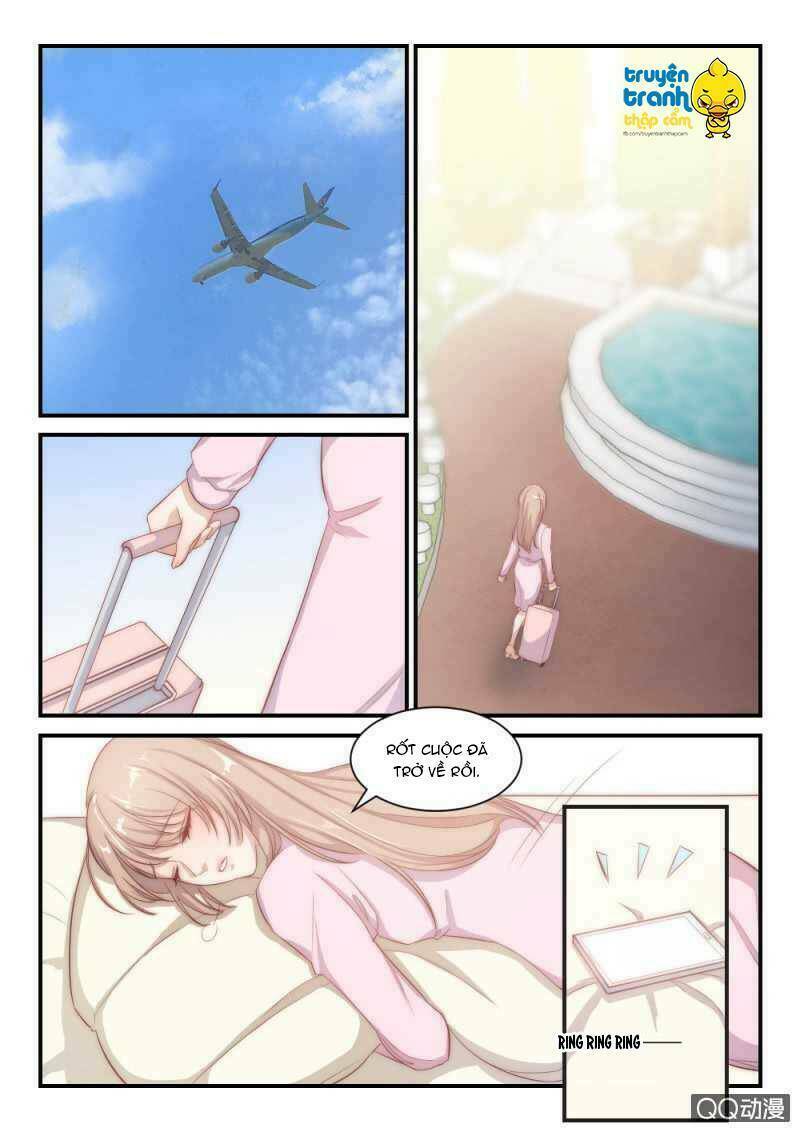 truyện
tranh
thập cẩm
fb.com/truyentranhthapcam
RỐT CUỘC ĐÃ
TRỞ VỀ RỒI.
RING RING RING
QQ动漫